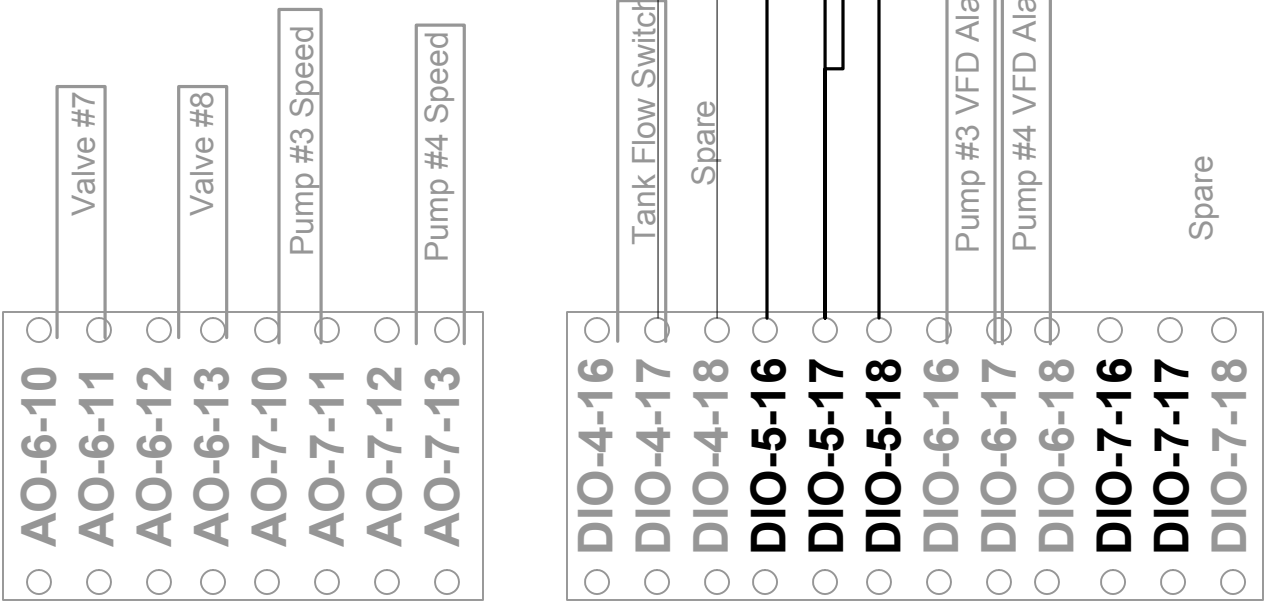 Valve #7
Valve #8
Pump #3 Speed
Pump #4 Speed
Tank Flow Switch
Spare
Pump #3 VFD Ala
Pump #4 VFD Ala
Spare
AO-6-10
AO-6-11
AO-6-12
AO-6-13
AO-7-10
AO-7-11
AO-7-12
AO-7-13
DIO-4-16
DIO-4-17
DIO-4-18
DIO-5-16
DIO-5-17
DIO-5-18
DIO-6-16
DIO-6-17
DIO-6-18
DIO-7-16
DIO-7-17
DIO-7-18